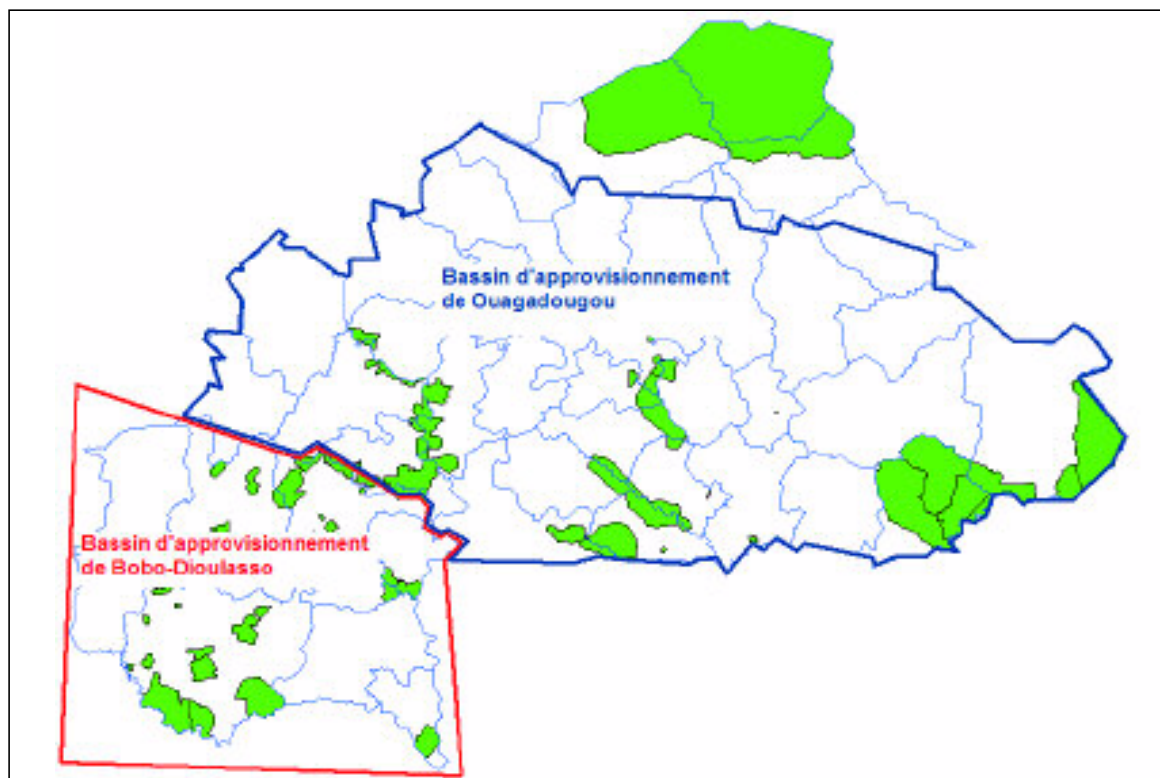 Bassin d'approvisionnement
de Ouagadougou
Bassin d'approvisionnement
de Bobo-Dioulasso